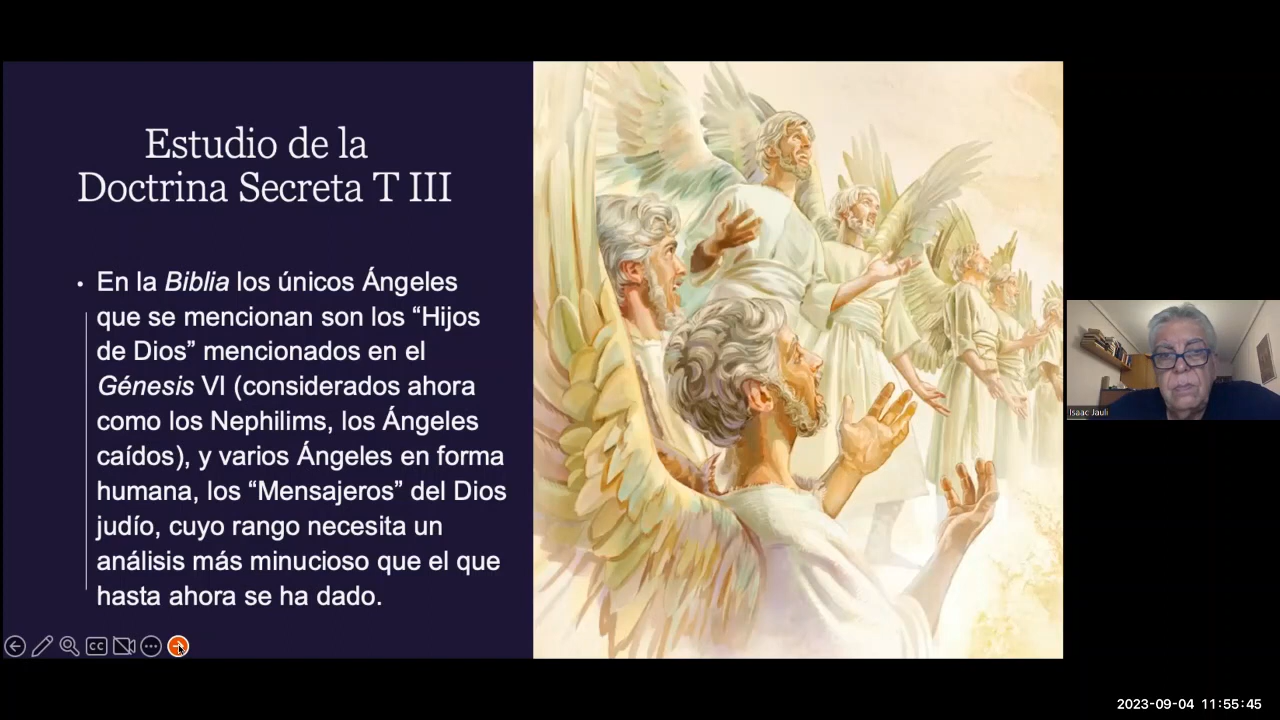 Estudio de la
Doctrina Secreta T III
• En la Biblia los únicos Ángeles
que se mencionan son los “Hijos
de Dios” mencionados en el
Génesis VI (considerados ahora
como los Nephilims, los Ángeles
caídos), y varios Ángeles en forma
humana, los “Mensajeros” del Dios
judío, cuyo rango necesita un
análisis más minucioso que el que
hasta ahora se ha dado.
CC
Isaac Jauli
2023-09-04 11:55:45